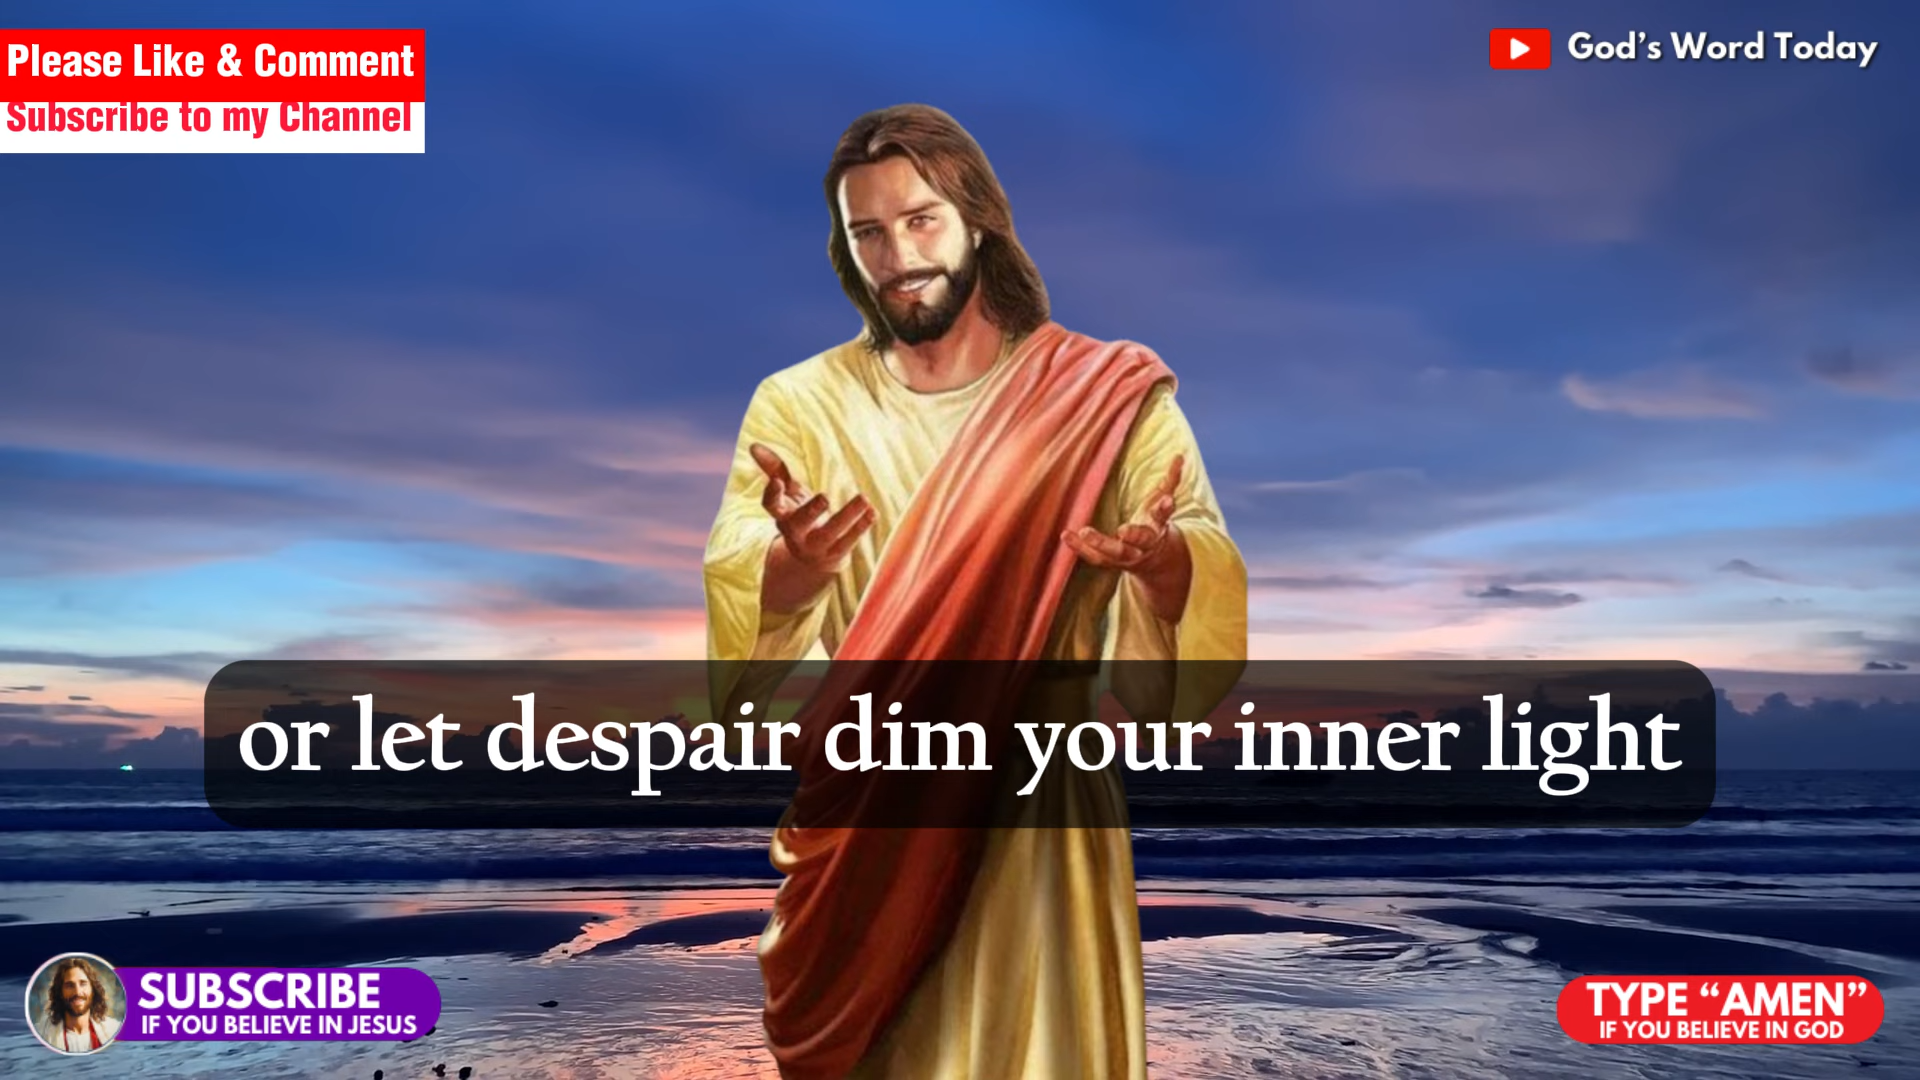 Please Like & Comment
Subscribe to my Channel
God's Word Today
or let despair dim your inner light
SUBSCRIBE
IF YOU BELIEVE IN JESUS
TYPE “AMEN”
IF YOU BELIEVE IN GOD